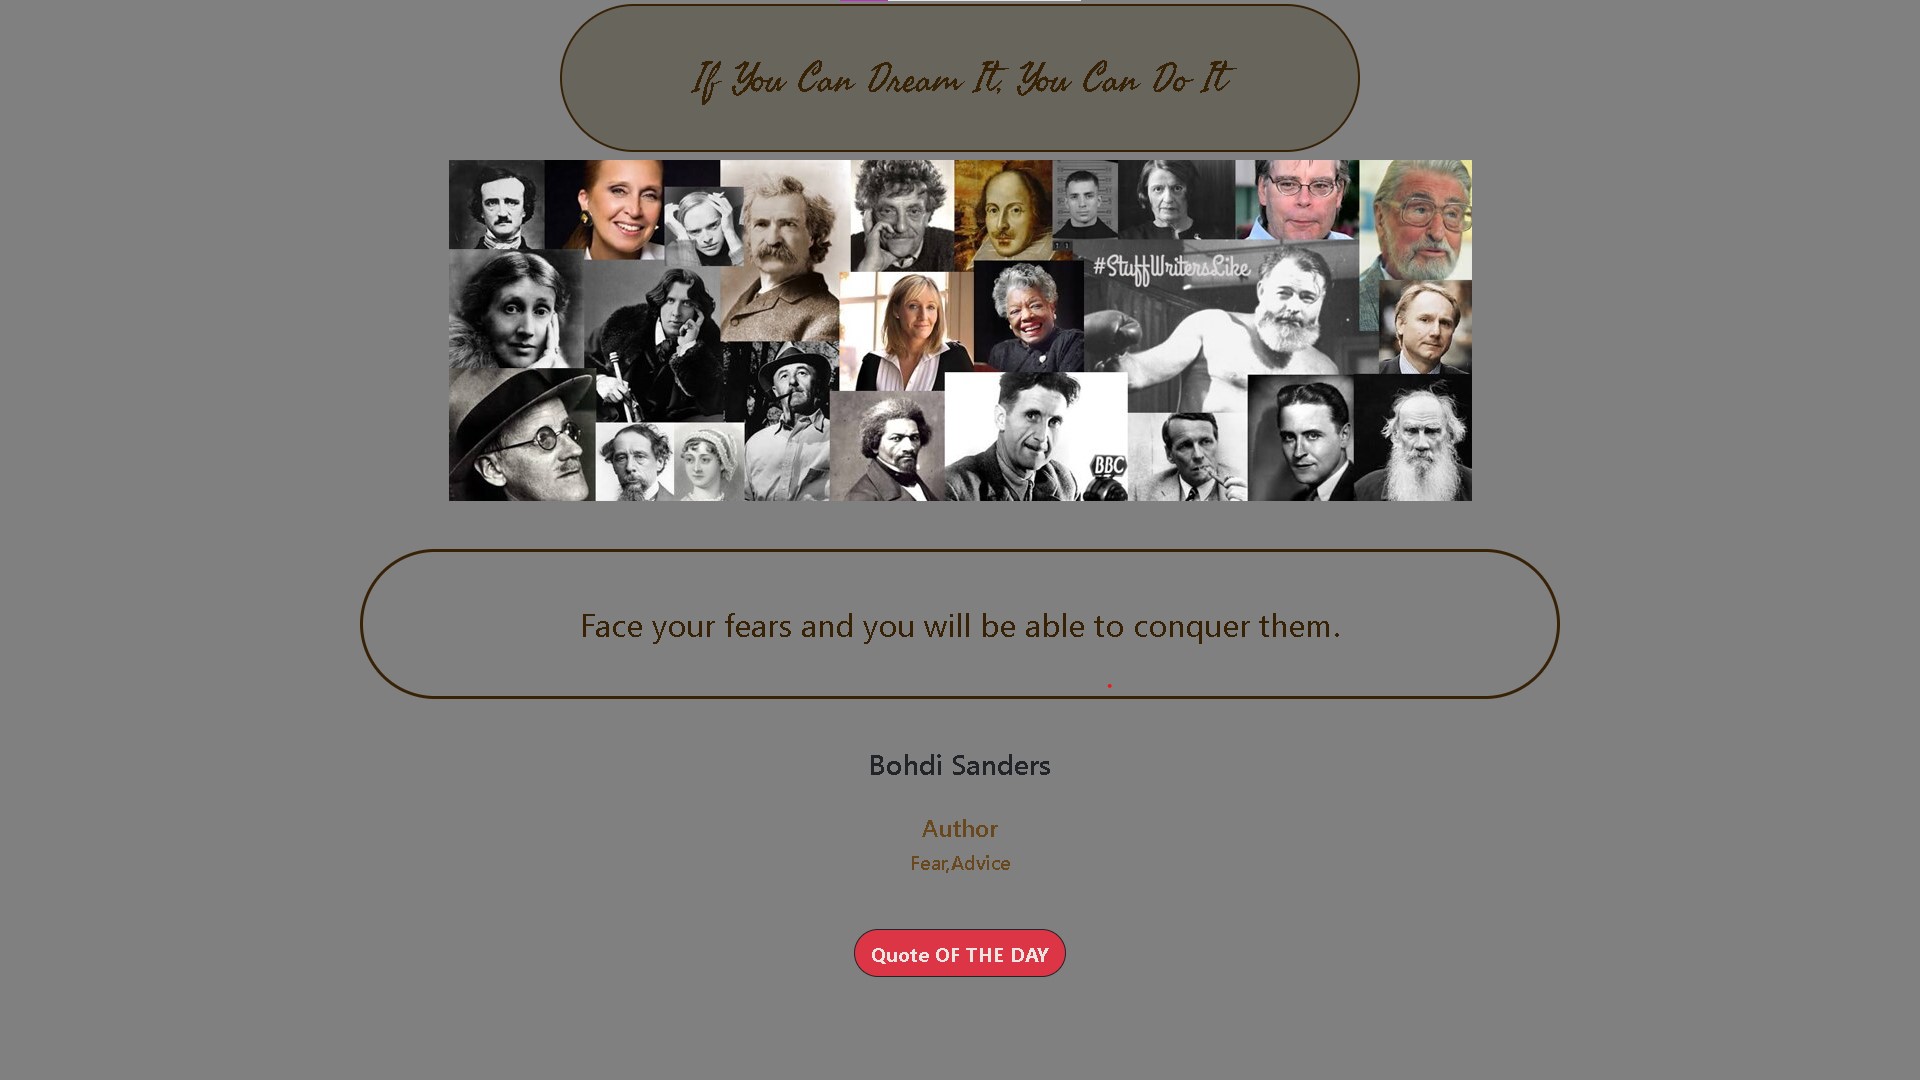 If You Can Dream It, You Can Do It
#StuffWritersLike
BBC
Face your fears and you will be able to conquer them.
Bohdi Sanders
Author
Fear,Advice
Quote OF THE DAY